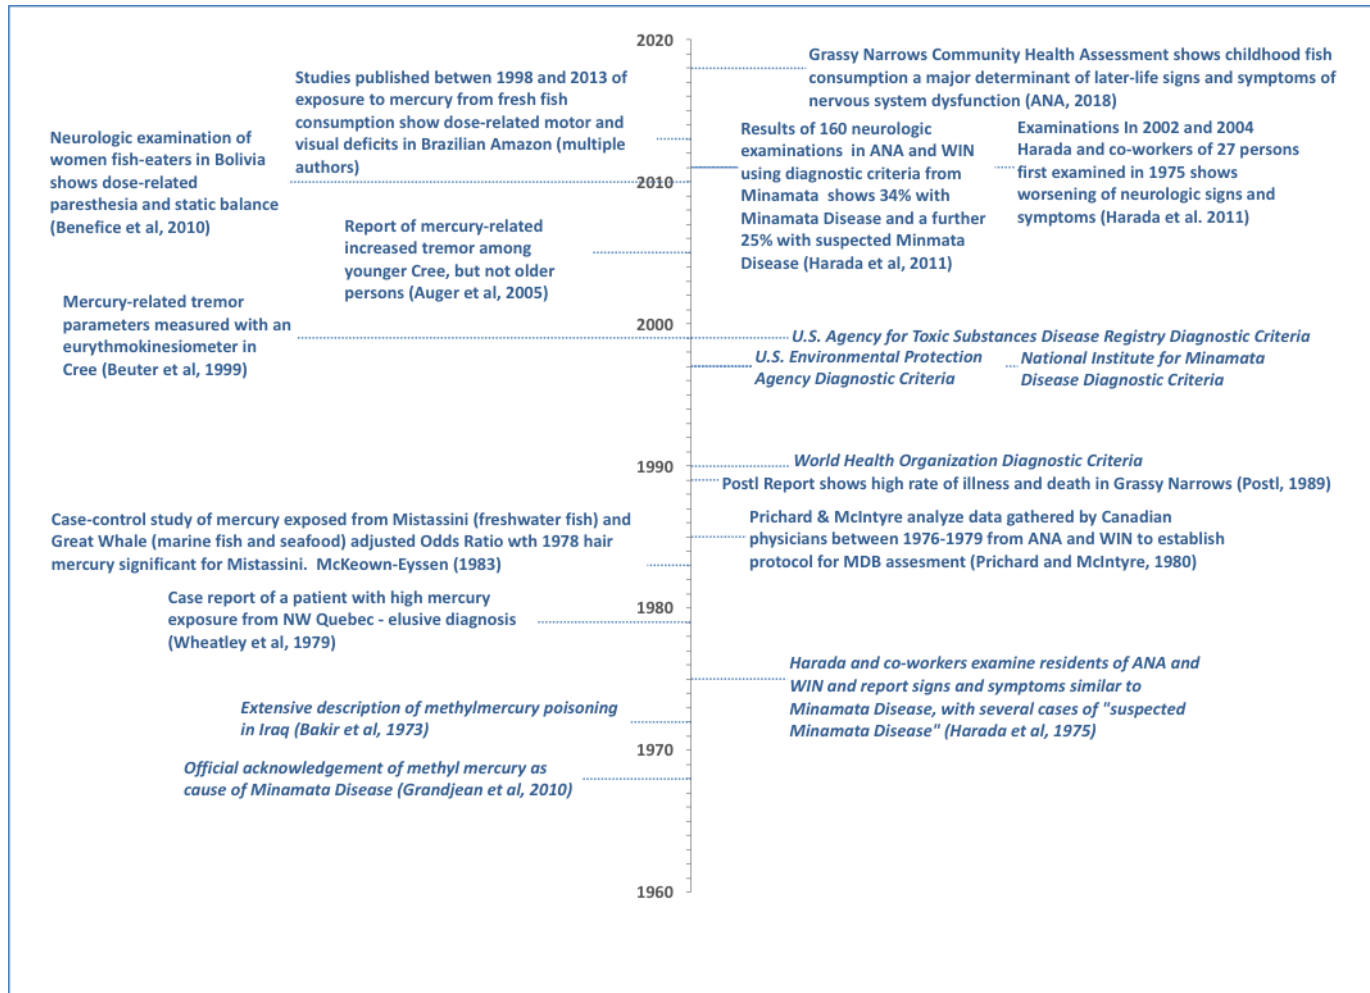 2020
Grassy Narrows Community Health Assessment shows childhood fish
consumption a major determinant of later-life signs and symptoms of
nervous system dysfunction (ANA, 2018)
Studies published betwen 1998 and 2013 of
exposure to mercury from fresh fish
consumption show dose-related motor and
visual deficits in Brazilian Amazon (multiple
authors)
Results of 160 neurologic
examinations in ANA and WIN
using diagnostic criteria from
Minamata shows 34% with
Minamata Disease and a further
25% with suspected Minmata
Disease (Harada et al, 2011)
Examinations In 2002 and 2004
Harada and co-workers of 27 persons
first examined in 1975 shows
worsening of neurologic signs and
symptoms (Harada et al. 2011)
Neurologic examination of
women fish-eaters in Bolivia
shows dose-related
paresthesia and static balance
(Benefice et al, 2010)
2010
Report of mercury-related
increased tremor among
younger Cree, but not older
persons (Auger et al, 2005)
Mercury-related tremor
parameters measured with an
eurythmokinesiometer in
Cree (Beuter et al, 1999)
2000
U.S. Agency for Toxic Substances Disease Registry Diagnostic Criteria
U.S. Environmental Protection
Agency Diagnostic Criteria
National Institute for Minamata
Disease Diagnostic Criteria
1990
World Health Organization Diagnostic Criteria
Postl Report shows high rate of illness and death in Grassy Narrows (Postl, 1989)
Case-control study of mercury exposed from Mistassini (freshwater fish) and
Great Whale (marine fish and seafood) adjusted Odds Ratio wth 1978 hair
mercury significant for Mistassini. McKeown-Eyssen (1983)
Prichard & McIntyre analyze data gathered by Canadian
physicians between 1976-1979 from ANA and WIN to establish
protocol for MDB assesment (Prichard and McIntyre, 1980)
1980
Case report of a patient with high mercury
exposure from NW Quebec - elusive diagnosis
(Wheatley et al, 1979)
Harada and co-workers examine residents of ANA and
WIN and report signs and symptoms similar to
Minamata Disease, with several cases of "suspected
Minamata Disease" (Harada et al, 1975)
Extensive description of methylmercury poisoning
in Iraq (Bakir et al, 1973)
1970
Official acknowledgement of methyl mercury as
cause of Minamata Disease (Grandjean et al, 2010)
1960